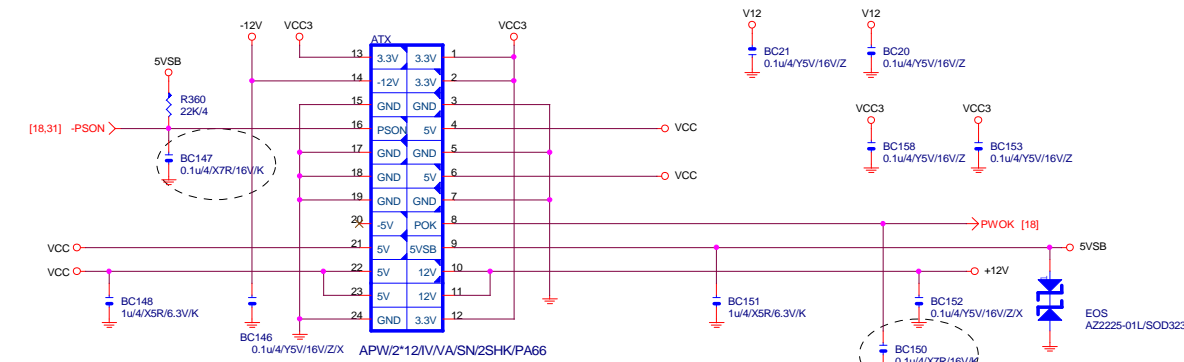 -12V VCC3 VCC3 V12 V12
ATX
5VSB
BC21
0.1u/4/Y5V/16V/Z
BC20
0.1u/4/Y5V/16V/Z
R360
22K/4
[18,31] -PSON
BC147
0.1u/4/X7R/16V/K
13 3.3V 3.3V 1
14 -12V 3.3V 2
15 GND GND 3
16 PSON 5V 4 VCC
17 GND GND 5
18 GND 5V 6 VCC
19 GND GND 7
20 -5V POK 8 PWOK [18]
VCC 21 5V 5VSB 9 5VSB
VCC 22 5V 12V 10 +12V
23 5V 12V 11
24 GND 3.3V 12
VCC3 VCC3
BC158
0.1u/4/Y5V/16V/Z
BC153
0.1u/4/Y5V/16V/Z
BC148
1u/4/X5R/6.3V/K
BC146
0.1u/4/Y5V/16V/Z/X
APW/2*12/IV/VA/SN/2SHK/PA66
BC151
1u/4/X5R/6.3V/K
BC152
0.1u/4/Y5V/16V/Z/X
EOS
AZ2225-01L/SOD323
BC150
0.1u/4/X7R/16V/K